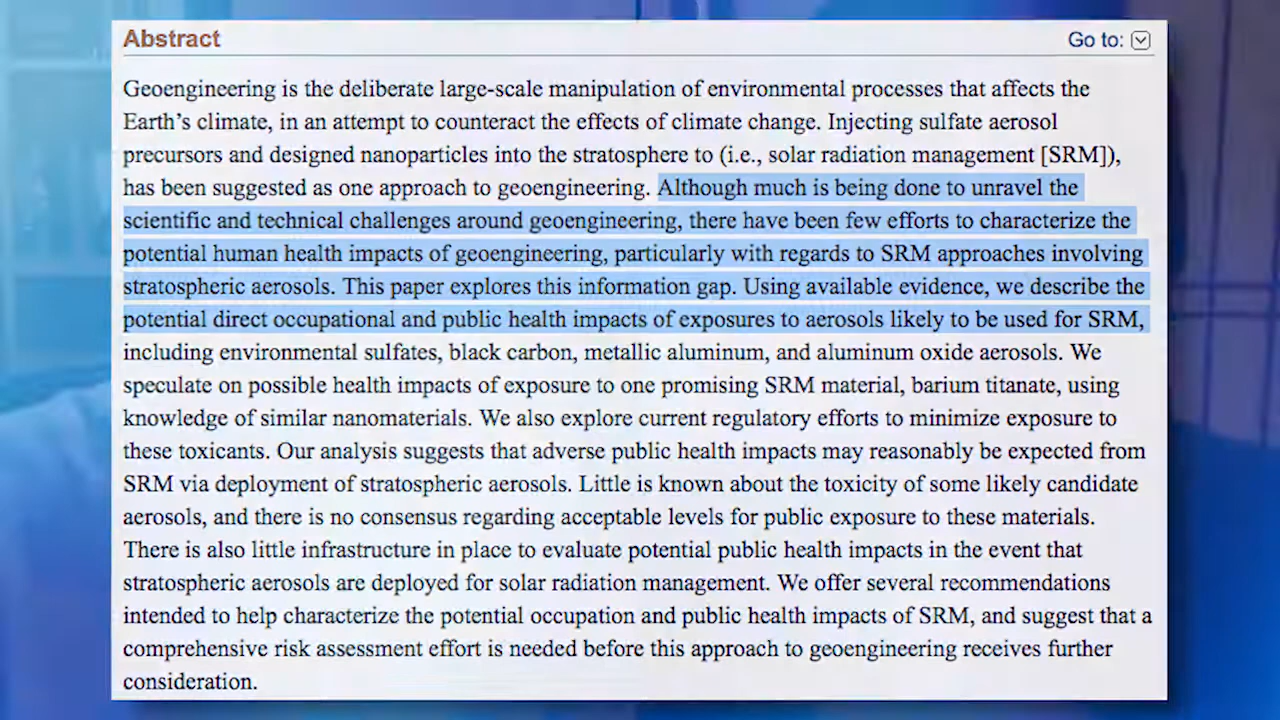 Abstract
Go to:
Geoengineering is the deliberate large-scale manipulation of environmental processes that affects the
Earth's climate, in an attempt to counteract the effects of climate change. Injecting sulfate aerosol
precursors and designed nanoparticles into the stratosphere to (i.e., solar radiation management [SRM]),
has been suggested as one approach to geoengineering. Although much is being done to unravel the
scientific and technical challenges around geoengineering, there have been few efforts to characterize the
potential human health impacts of geoengineering, particularly with regards to SRM approaches involving
stratospheric aerosols. This paper explores this information gap. Using available evidence, we describe the
potential direct occupational and public health impacts of exposures to aerosols likely to be used for SRM,
including environmental sulfates, black carbon, metallic aluminum, and aluminum oxide aerosols. We
speculate on possible health impacts of exposure to one promising SRM material, barium titanate, using
knowledge of similar nanomaterials. We also explore current regulatory efforts to minimize exposure to
these toxicants. Our analysis suggests that adverse public health impacts may reasonably be expected from
SRM via deployment of stratospheric aerosols. Little is known about the toxicity of some likely candidate
aerosols, and there is no consensus regarding acceptable levels for public exposure to these materials.
There is also little infrastructure in place to evaluate potential public health impacts in the event that
stratospheric aerosols are deployed for solar radiation management. We offer several recommendations
intended to help characterize the potential occupation and public health impacts of SRM, and suggest that a
comprehensive risk assessment effort is needed before this approach to geoengineering receives further
consideration.